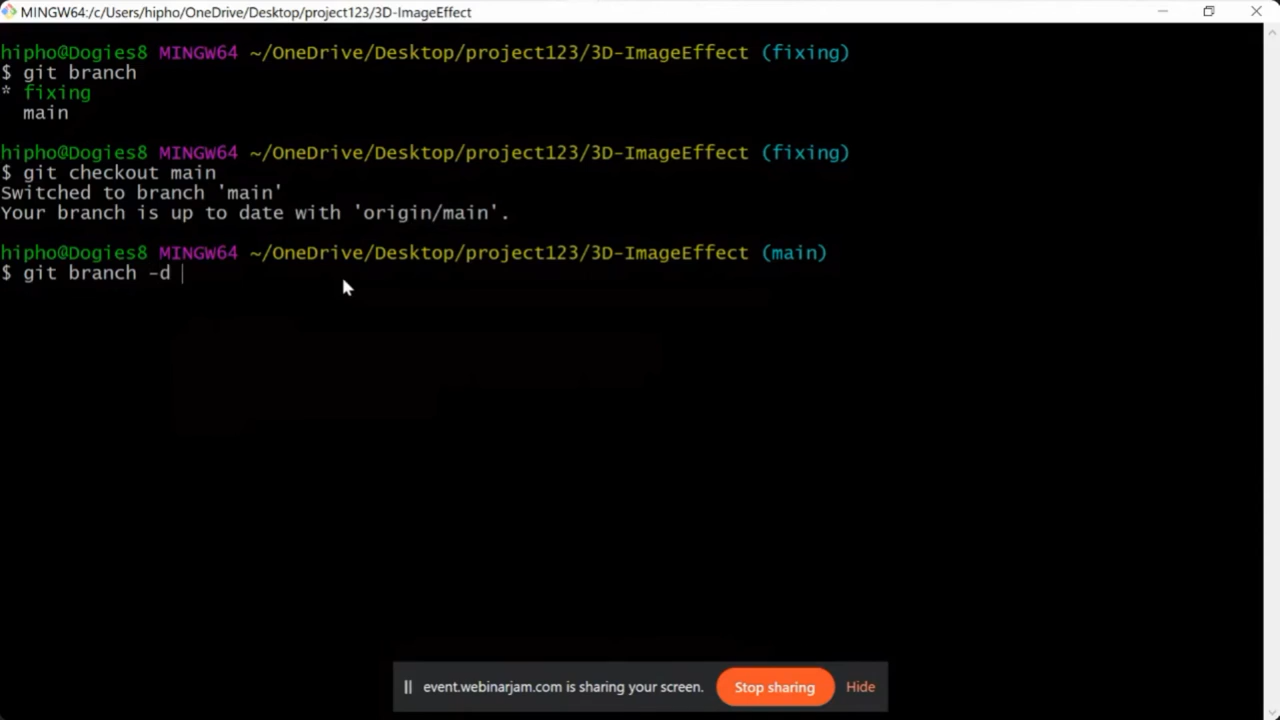 MINGW64:/c/Users/hipho/OneDrive/Desktop/project123/3D-ImageEffect
hipho@Dogies8 MINGW64 ~/OneDrive/Desktop/project123/3D-ImageEffect (fixing)
$ git branch
* fixing
  main
hipho@Dogies8 MINGW64 ~/OneDrive/Desktop/project123/3D-ImageEffect (fixing)
$ git checkout main
Switched to branch 'main'
Your branch is up to date with 'origin/main'.
hipho@Dogies8 MINGW64 ~/OneDrive/Desktop/project123/3D-ImageEffect (main)
$ git branch -d
event.webinarjam.com is sharing your screen. Stop sharing Hide